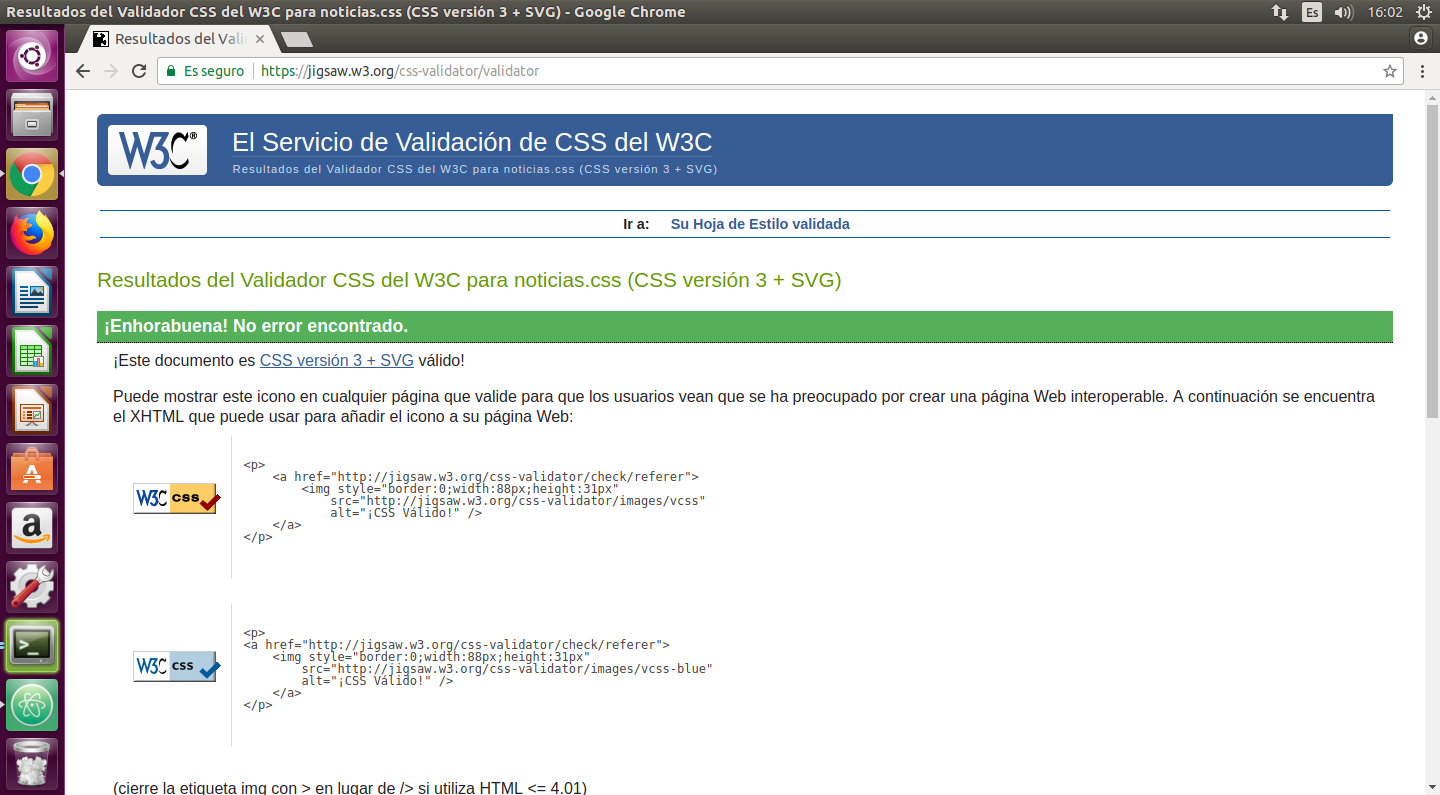 Resultados del Validador CSS del W3C para noticias.css (CSS versión 3 + SVG) - Google Chrome
Es
16:02
Resultados del Vali
Es seguro
https://jigsaw.w3.org/css-validator/validator
W3C®
El Servicio de Validación de CSS del W3C
Resultados del Validador CSS del W3C para noticias.css (CSS versión 3 + SVG)
Ir a: Su Hoja de Estilo validada
Resultados del Validador CSS del W3C para noticias.css (CSS versión 3 + SVG)
¡Enhorabuena! No error encontrado.
¡Este documento es CSS versión 3 + SVG válido!
Puede mostrar este icono en cualquier página que valide para que los usuarios vean que se ha preocupado por crear una página Web interoperable. A continuación se encuentra
el XHTML que puede usar para añadir el icono a su página Web:
W3C css
<p>
    <a href="http://jigsaw.w3.org/css-validator/check/referer">
        <img style="border:0;width:88px;height:31px"
            src="http://jigsaw.w3.org/css-validator/images/vcss"
            alt="¡CSS Válido!" />
    </a>
</p>
W3C css
<p>
<a href="http://jigsaw.w3.org/css-validator/check/referer">
    <img style="border:0;width:88px;height:31px"
        src="http://jigsaw.w3.org/css-validator/images/vcss-blue"
        alt="¡CSS Válido!" />
    </a>
</p>
(cierre la etiqueta img con > en lugar de /> si utiliza HTML <= 4.01)